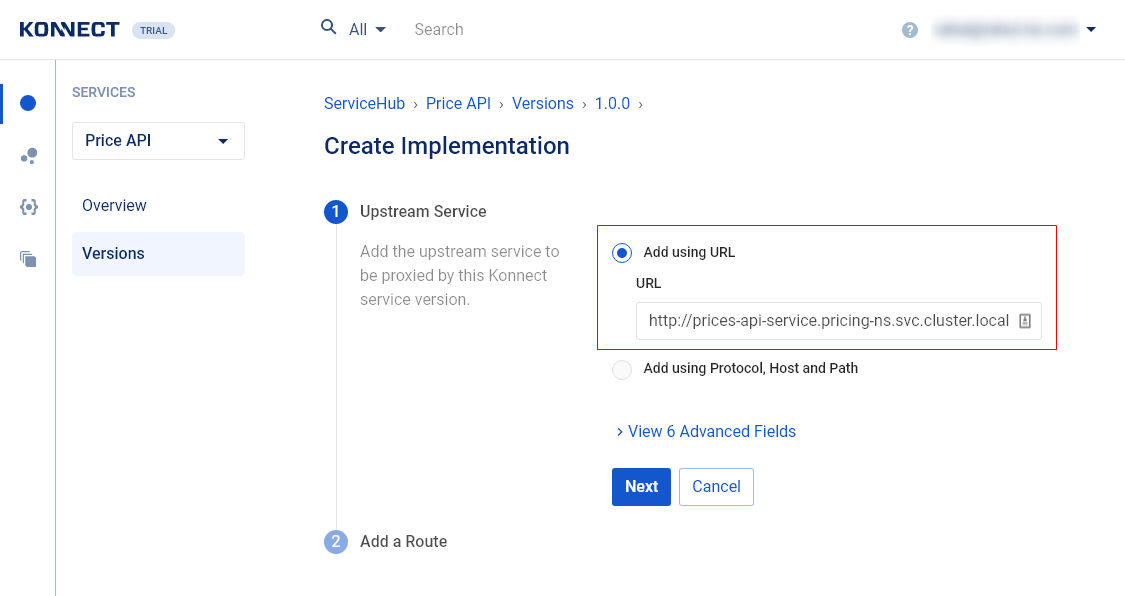 KONNECT TRIAL All Search
SERVICES
Price API
Overview
Versions
ServiceHub › Price API › Versions › 1.0.0 ›
Create Implementation
1 Upstream Service
Add the upstream service to
be proxied by this Konnect
service version.
Add using URL
URL
http://prices-api-service.pricing-ns.svc.cluster.local
Add using Protocol, Host and Path
View 6 Advanced Fields
Next Cancel
2 Add a Route